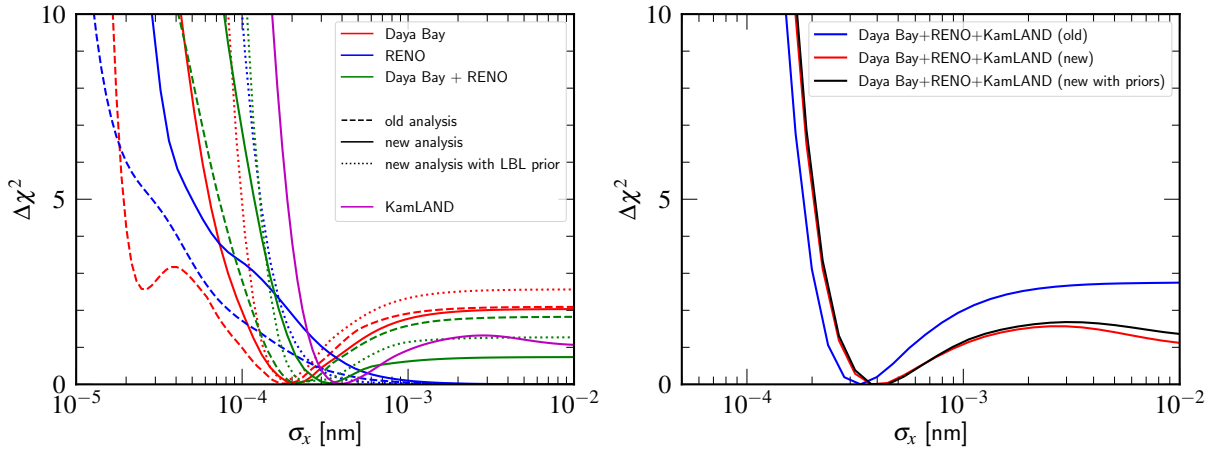 10
5
0
Δχ²
10⁻⁵
10⁻⁴
10⁻³
10⁻²
σₓ [nm]
Daya Bay
RENO
Daya Bay + RENO
old analysis
new analysis
new analysis with LBL prior
KamLAND
10
5
0
Δχ²
10⁻⁴
10⁻³
10⁻²
σₓ [nm]
Daya Bay+RENO+KamLAND (old)
Daya Bay+RENO+KamLAND (new)
Daya Bay+RENO+KamLAND (new with priors)